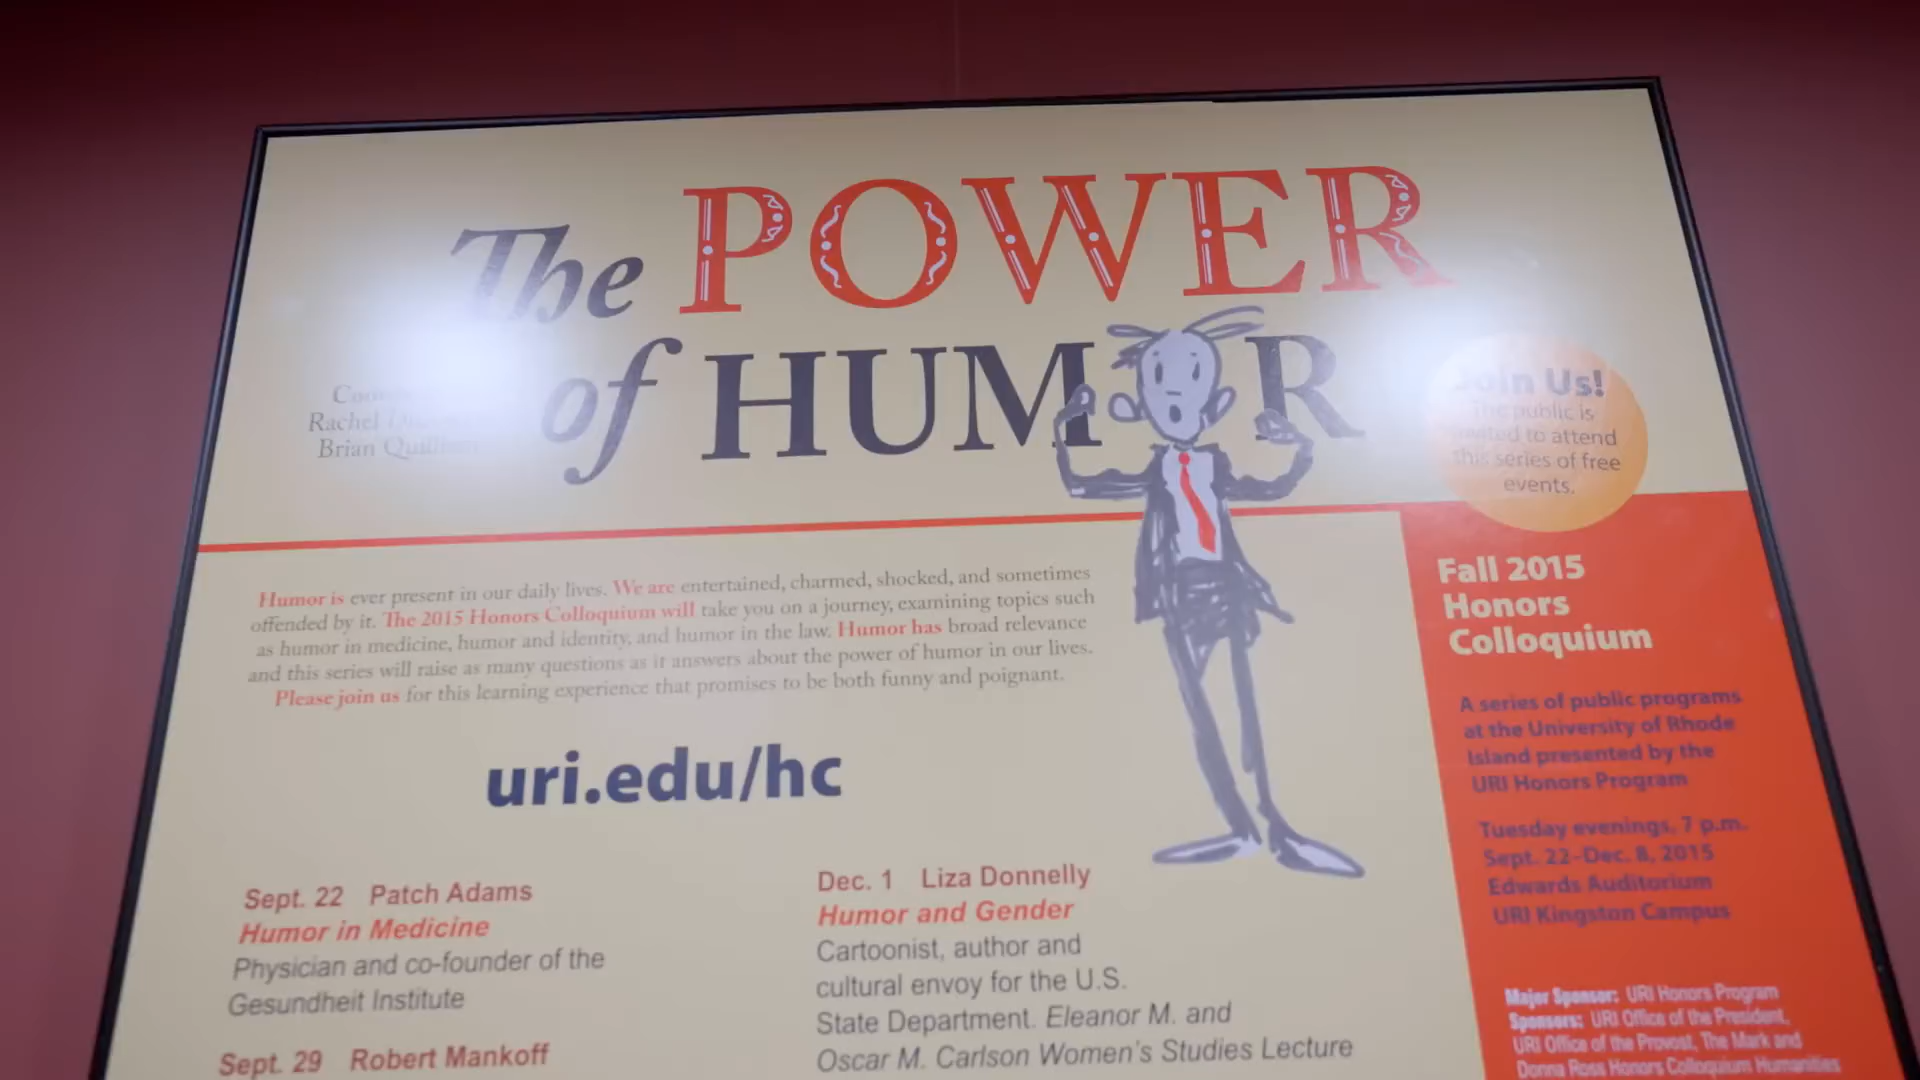 The POWER
of HUM R
Rachel
Brian
Join Us!
The public is
invited to attend
this series of free
events.
Humor is ever present in our daily lives. We are entertained, charmed, shocked, and sometimes
offended by it. The 2015 Honors Colloquium will take you on a journey, examining topics such
as humor in medicine, humor and identity, and humor in the law. Humor has broad relevance
and this series will raise as many questions as it answers about the power of humor in our lives.
Please join us for this learning experience that promises to be both funny and poignant.
uri.edu/hc
Sept. 22 Patch Adams
Humor in Medicine
Physician and co-founder of the
Gesundheit Institute
Sept. 29 Robert Mankoff
Dec. 1 Liza Donnelly
Humor and Gender
Cartoonist, author and
cultural envoy for the U.S.
State Department. Eleanor M. and
Oscar M. Carlson Women's Studies Lecture
Fall 2015
Honors
Colloquium
A series of public programs
at the University of Rhode
Island presented by the
URI Honors Program
Tuesday evenings, 7 p.m.
Sept. 22–Dec. 8, 2015
Edwards Auditorium
URI Kingston Campus
Major Sponsor: URI Honors Program
Sponsors: URI Office of the President,
URI Office of the Provost, The Mark and
Donna Ross Honors Colloquium Humanities